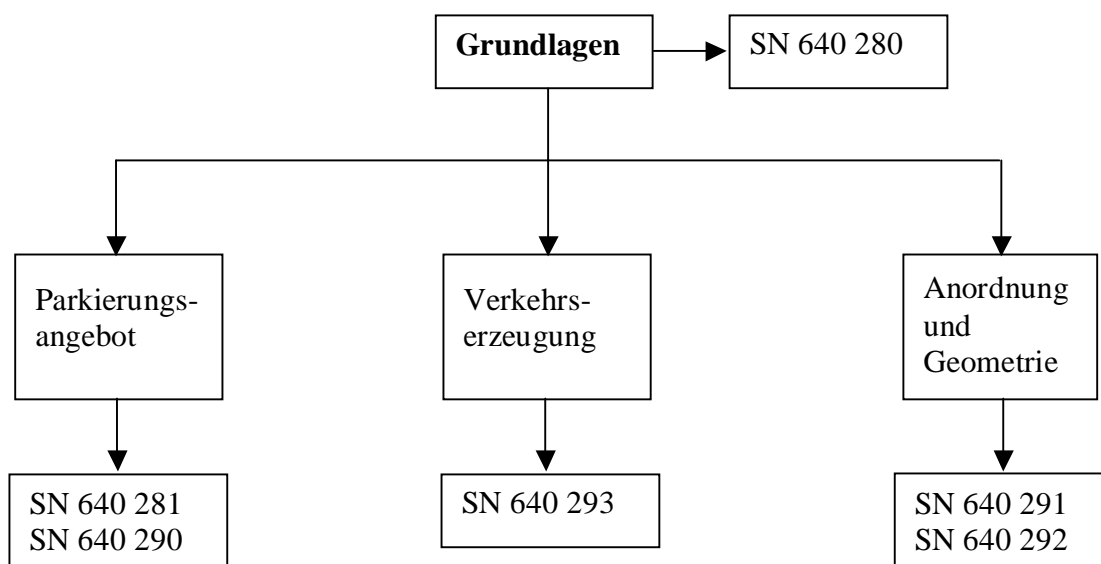 Grundlagen
SN 640 280
Parkierungs-
angebot
Verkehrs-
erzeugung
Anordnung
und
Geometrie
SN 640 281
SN 640 290
SN 640 293
SN 640 291
SN 640 292